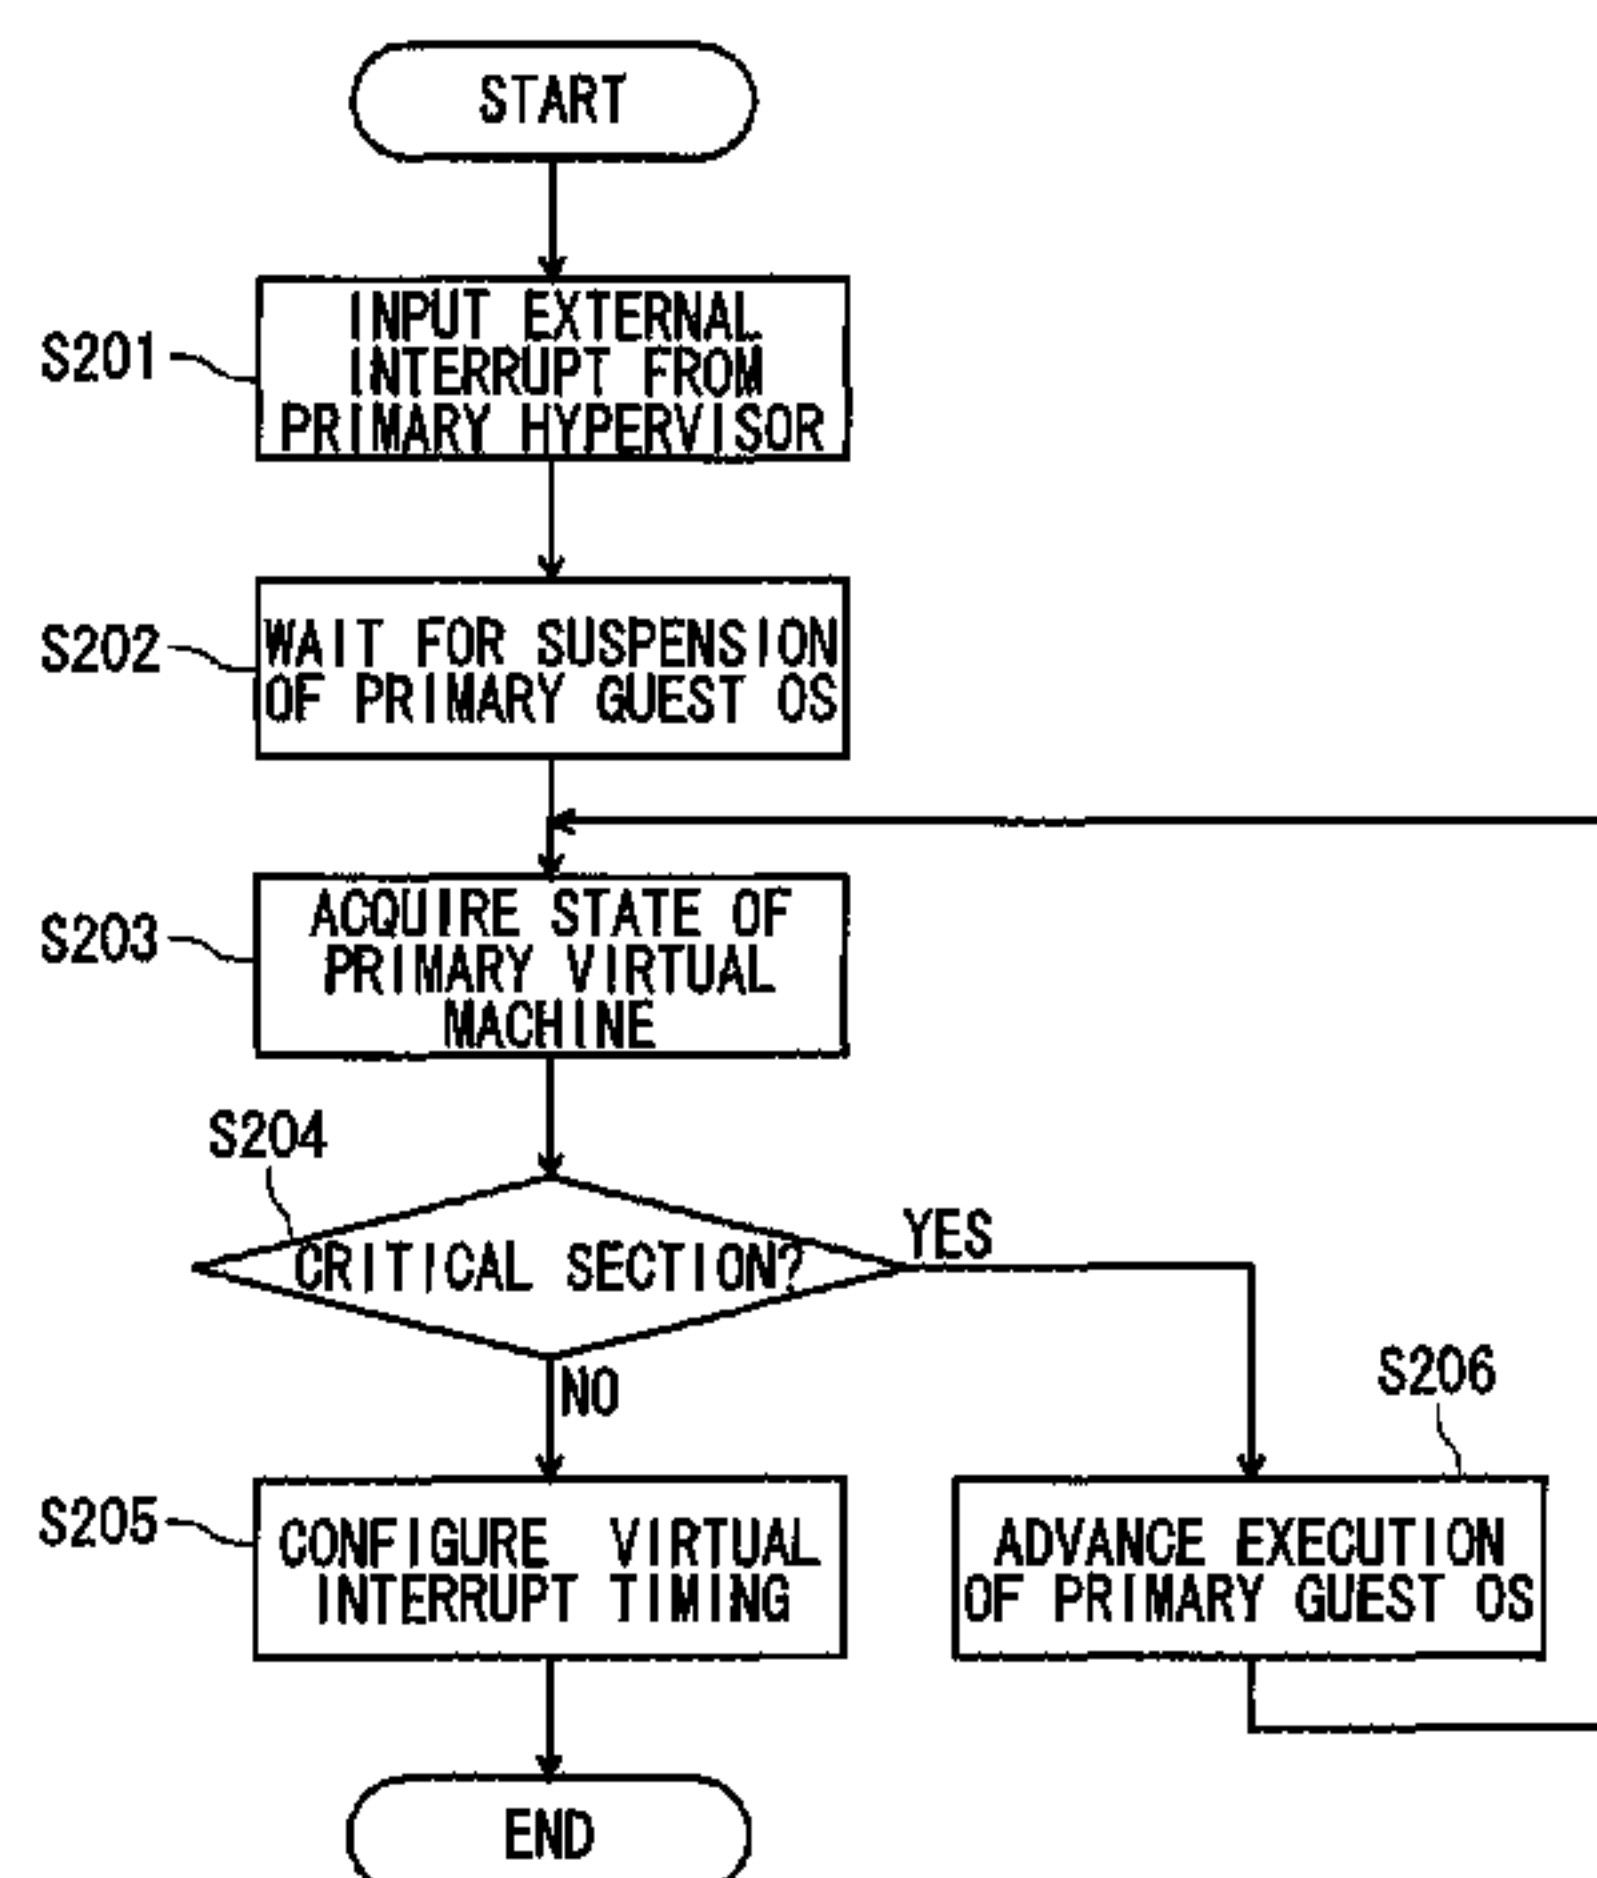 START
S201
INPUT EXTERNAL
INTERRUPT FROM
PRIMARY HYPERVISOR
S202
WAIT FOR SUSPENSION
OF PRIMARY GUEST OS
S203
ACQUIRE STATE OF
PRIMARY VIRTUAL
MACHINE
S204
CRITICAL SECTION?
YES
NO
S205
CONFIGURE VIRTUAL
INTERRUPT TIMING
S206
ADVANCE EXECUTION
OF PRIMARY GUEST OS
END